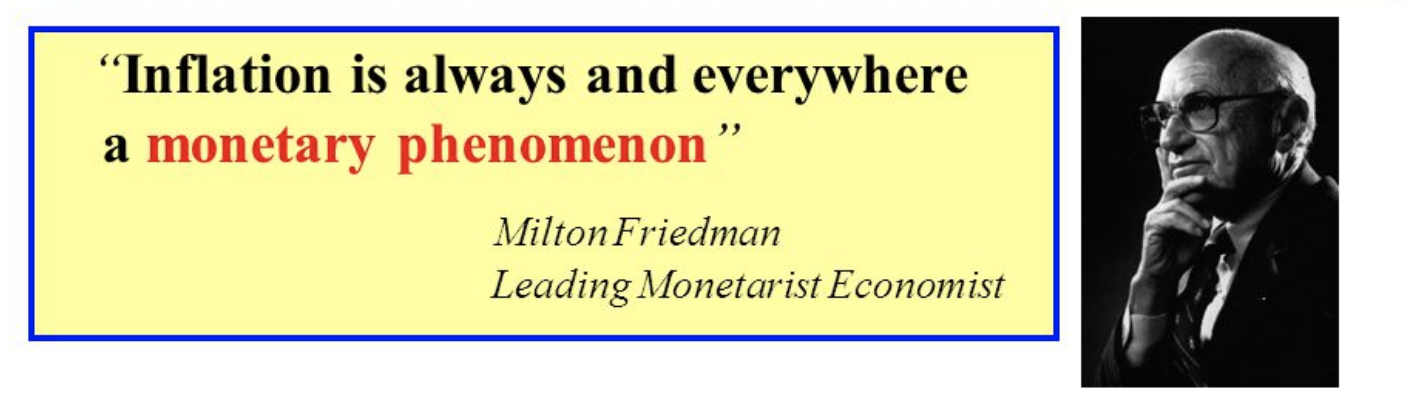 “Inflation is always and everywhere
a monetary phenomenon”
Milton Friedman
Leading Monetarist Economist